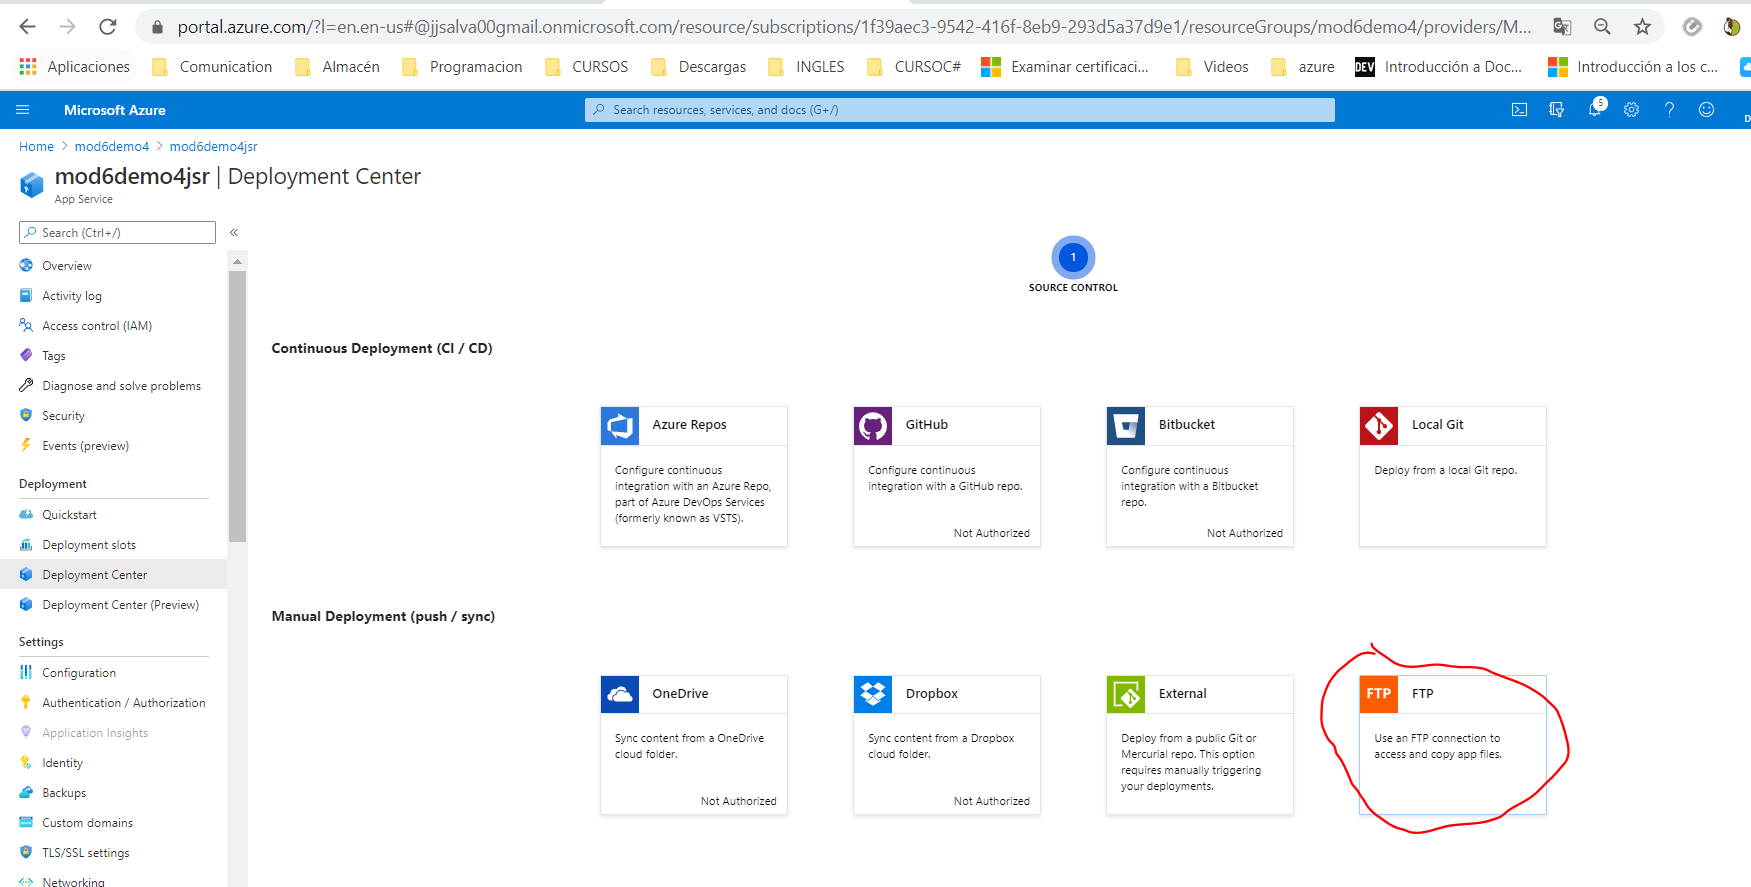 portal.azure.com/?l=en.en-us#@jjsalva00gmail.onmicrosoft.com/resource/subscriptions/1f39aec3-9542-416f-8eb9-293d5a37d9e1/resourceGroups/mod6demo4/providers/M...
Aplicaciones Comunication Almacén Programacion CURSOS Descargas INGLES CURSOC# Examinar certificaci... Videos azure DEV Introducción a Doc... Introducción a los c...
Microsoft Azure Search resources, services, and docs (G+/) 5
D
Home > mod6demo4 > mod6demo4jsr
mod6demo4jsr | Deployment Center
App Service
Search (Ctrl+/) «
Overview
Activity log
Access control (IAM)
Tags
Diagnose and solve problems
Security
Events (preview)
Deployment
Quickstart
Deployment slots
Deployment Center
Deployment Center (Preview)
Settings
Configuration
Authentication / Authorization
Application Insights
Identity
Backups
Custom domains
TLS/SSL settings
Networking
1
SOURCE CONTROL
Continuous Deployment (CI / CD)
Azure Repos
Configure continuous
integration with an Azure Repo,
part of Azure DevOps Services
(formerly known as VSTS).
GitHub
Configure continuous
integration with a GitHub repo.
Not Authorized
Bitbucket
Configure continuous
integration with a Bitbucket
repo.
Not Authorized
Local Git
Deploy from a local Git repo.
Manual Deployment (push / sync)
OneDrive
Sync content from a OneDrive
cloud folder.
Not Authorized
Dropbox
Sync content from a Dropbox
cloud folder.
Not Authorized
External
Deploy from a public Git or
Mercurial repo. This option
requires manually triggering
your deployments.
FTP FTP
Use an FTP connection to
access and copy app files.